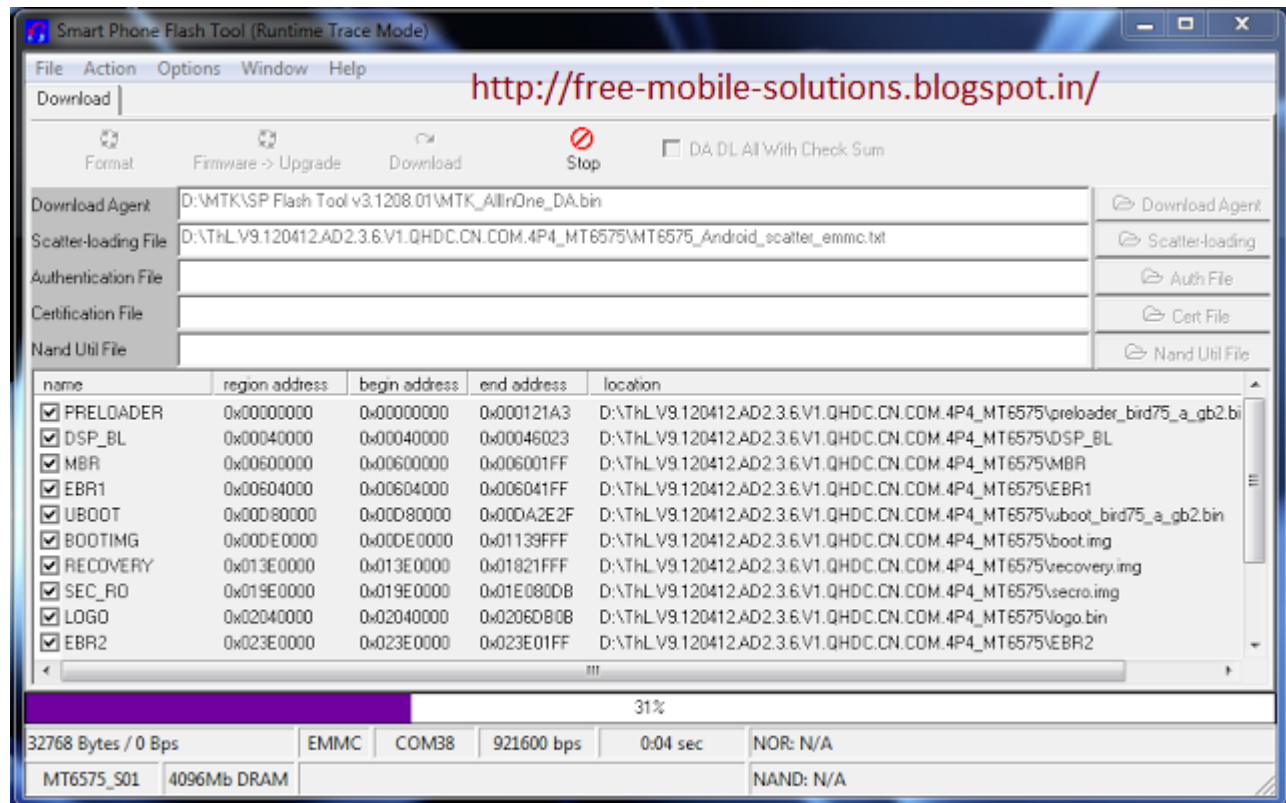 Smart Phone Flash Tool (Runtime Trace Mode)
File Action Options Window Help
http://free-mobile-solutions.blogspot.in/
Download
Format Firmware -> Upgrade Download Stop DA DL All With Check Sum
Download Agent D:\MTK\SP Flash Tool v3.1208.01\MTK_AllInOne_DA.bin Download Agent
Scatter-loading File D:\ThL.V9.120412.AD2.3.6.V1.QHDC.CN.COM.4P4_MT6575\MT6575_Android_scatter_emmc.txt Scatter-loading
Authentication File Auth File
Certification File Cert File
Nand Util File Nand Util File
name region address begin address end address location
PRELOADER 0x00000000 0x00000000 0x000121A3 D:\ThL.V9.120412.AD2.3.6.V1.QHDC.CN.COM.4P4_MT6575\preloader_bird75_a_gb2.bi
DSP_BL 0x00040000 0x00040000 0x00046023 D:\ThL.V9.120412.AD2.3.6.V1.QHDC.CN.COM.4P4_MT6575\DSP_BL
MBR 0x00600000 0x00600000 0x006001FF D:\ThL.V9.120412.AD2.3.6.V1.QHDC.CN.COM.4P4_MT6575\MBR
EBR1 0x00604000 0x00604000 0x006041FF D:\ThL.V9.120412.AD2.3.6.V1.QHDC.CN.COM.4P4_MT6575\EBR1
UBOOT 0x00D80000 0x00D80000 0x00DA2E2F D:\ThL.V9.120412.AD2.3.6.V1.QHDC.CN.COM.4P4_MT6575\uboot_bird75_a_gb2.bin
BOOTIMG 0x00DE0000 0x00DE0000 0x01139FFF D:\ThL.V9.120412.AD2.3.6.V1.QHDC.CN.COM.4P4_MT6575\boot.img
RECOVERY 0x013E0000 0x013E0000 0x01821FFF D:\ThL.V9.120412.AD2.3.6.V1.QHDC.CN.COM.4P4_MT6575\recovery.img
SEC_RO 0x019E0000 0x019E0000 0x01E080DB D:\ThL.V9.120412.AD2.3.6.V1.QHDC.CN.COM.4P4_MT6575\secro.img
LOGO 0x02040000 0x02040000 0x0206DB0B D:\ThL.V9.120412.AD2.3.6.V1.QHDC.CN.COM.4P4_MT6575\logo.bin
EBR2 0x023E0000 0x023E0000 0x023E01FF D:\ThL.V9.120412.AD2.3.6.V1.QHDC.CN.COM.4P4_MT6575\EBR2
31%
32768 Bytes / 0 Bps EMMC COM38 921600 bps 0:04 sec NOR: N/A
MT6575_S01 4096Mb DRAM NAND: N/A